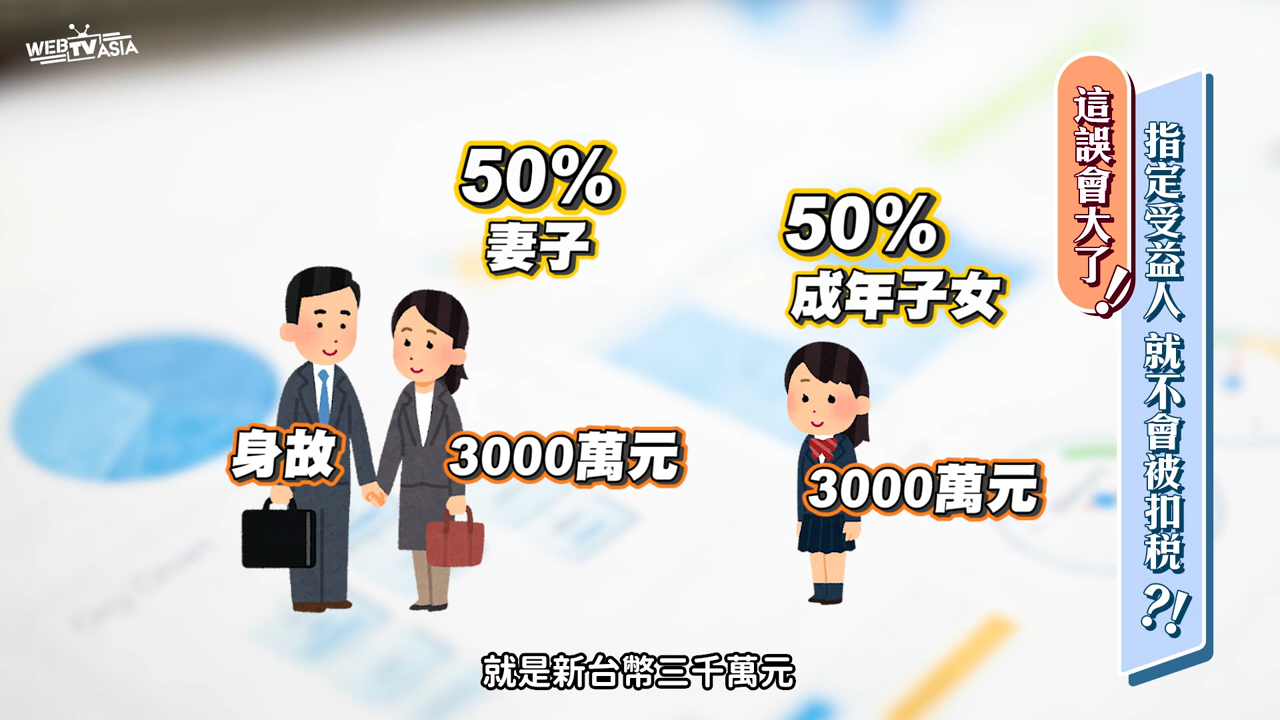 WEBTVASIA
50%
妻子
50%
成年子女
身故
3000萬元
3000萬元
這誤會大了!!
指定受益人 就不會被扣稅?!
就是新台幣三千萬元